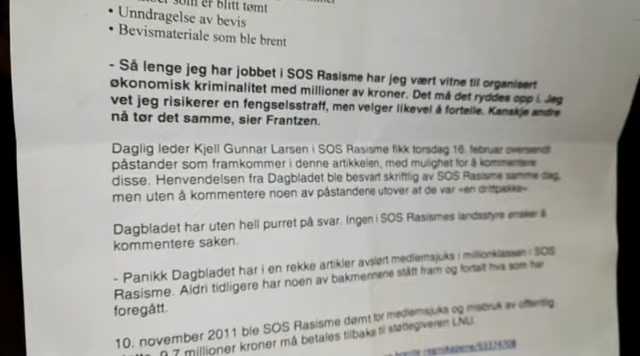 som er blitt tømt
• Unndragelse av bevis
• Bevismateriale som ble brent
- Så lenge jeg har jobbet i SOS Rasisme har jeg vært vitne til organisert
økonomisk kriminalitet med millioner av kroner. Det må det ryddes opp i. Jeg
vet jeg risikerer en fengselsstraff, men velger likevel å fortelle. Kanskje andre
nå tør det samme, sier Frantzen.
Daglig leder Kjell Gunnar Larsen i SOS Rasisme fikk torsdag 16. februar oversendt
påstander som framkommer i denne artikkelen, med mulighet for å kommentere
disse. Henvendelsen fra Dagbladet ble besvart skriftlig av SOS Rasisme samme dag,
men uten å kommentere noen av påstandene utover at de var «en drittpakke».
Dagbladet har uten hell purret på svar. Ingen i SOS Rasismes landsstyre ønsker å
kommentere saken.
- Panikk Dagbladet har i en rekke artikler avslørt medlemsjuks i millionklassen i SOS
Rasisme. Aldri tidligere har noen av bakmennene stått fram og fortalt hva som har
foregått.
10. november 2011 ble SOS Rasisme dømt for medlemsjuks og misbruk av offentlig
9,7 millioner kroner må betales tilbake til støttegiveren LNU.